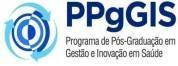 PPgGIS
Programa de Pós-Graduação em
Gestão e Inovação em Saúde